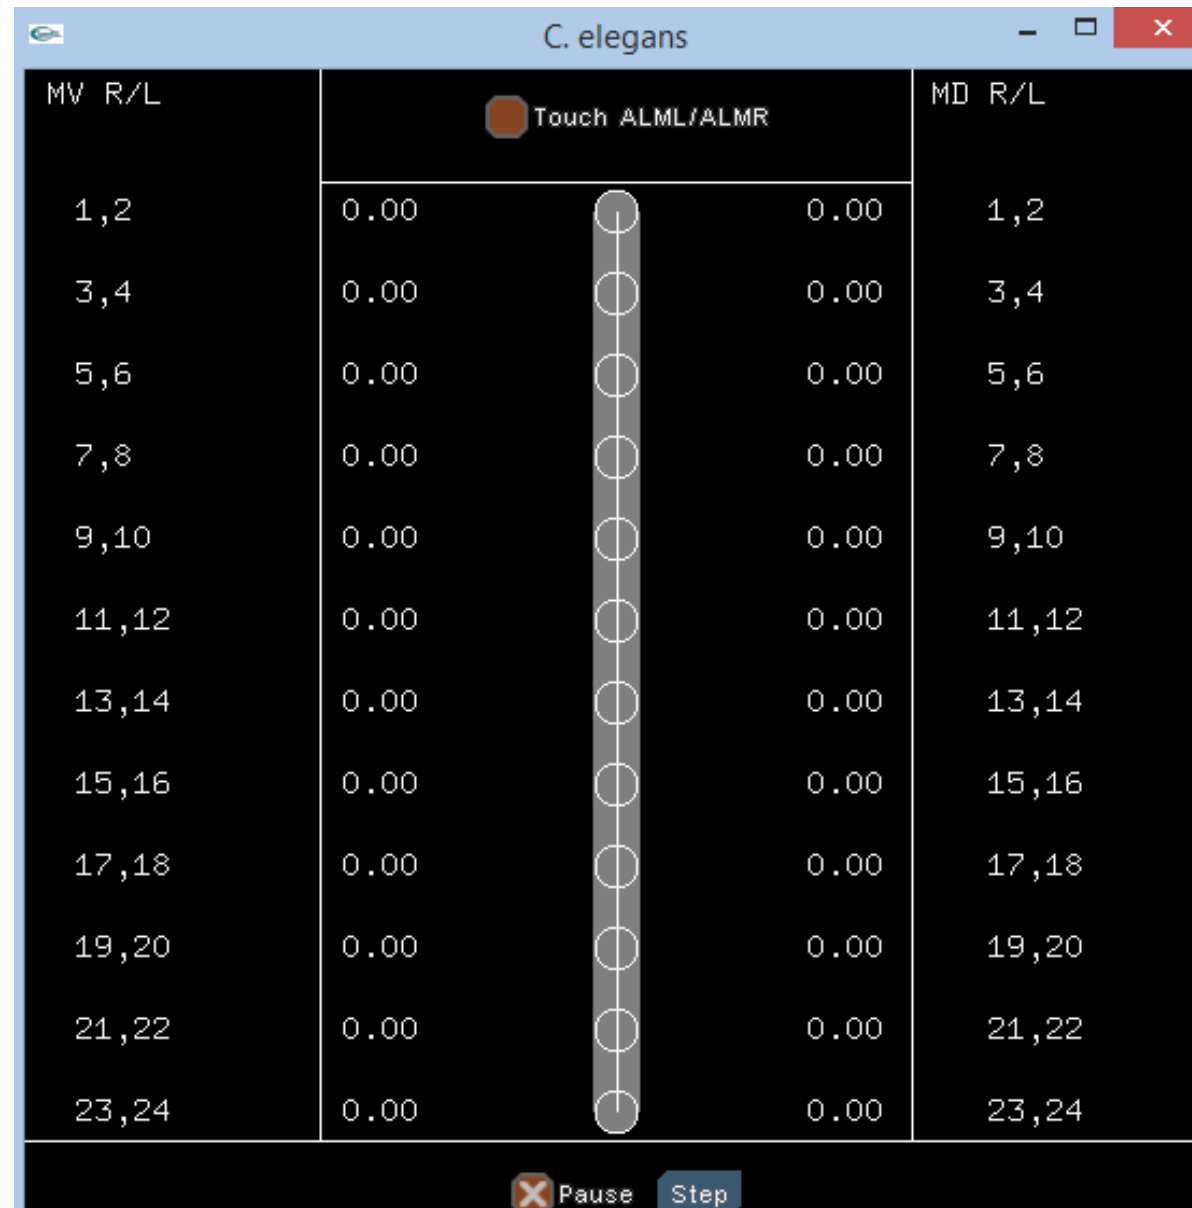 C. elegans
MV R/L Touch ALML/ALMR MD R/L
1,2 0.00 0.00 1,2
3,4 0.00 0.00 3,4
5,6 0.00 0.00 5,6
7,8 0.00 0.00 7,8
9,10 0.00 0.00 9,10
11,12 0.00 0.00 11,12
13,14 0.00 0.00 13,14
15,16 0.00 0.00 15,16
17,18 0.00 0.00 17,18
19,20 0.00 0.00 19,20
21,22 0.00 0.00 21,22
23,24 0.00 0.00 23,24
Pause Step